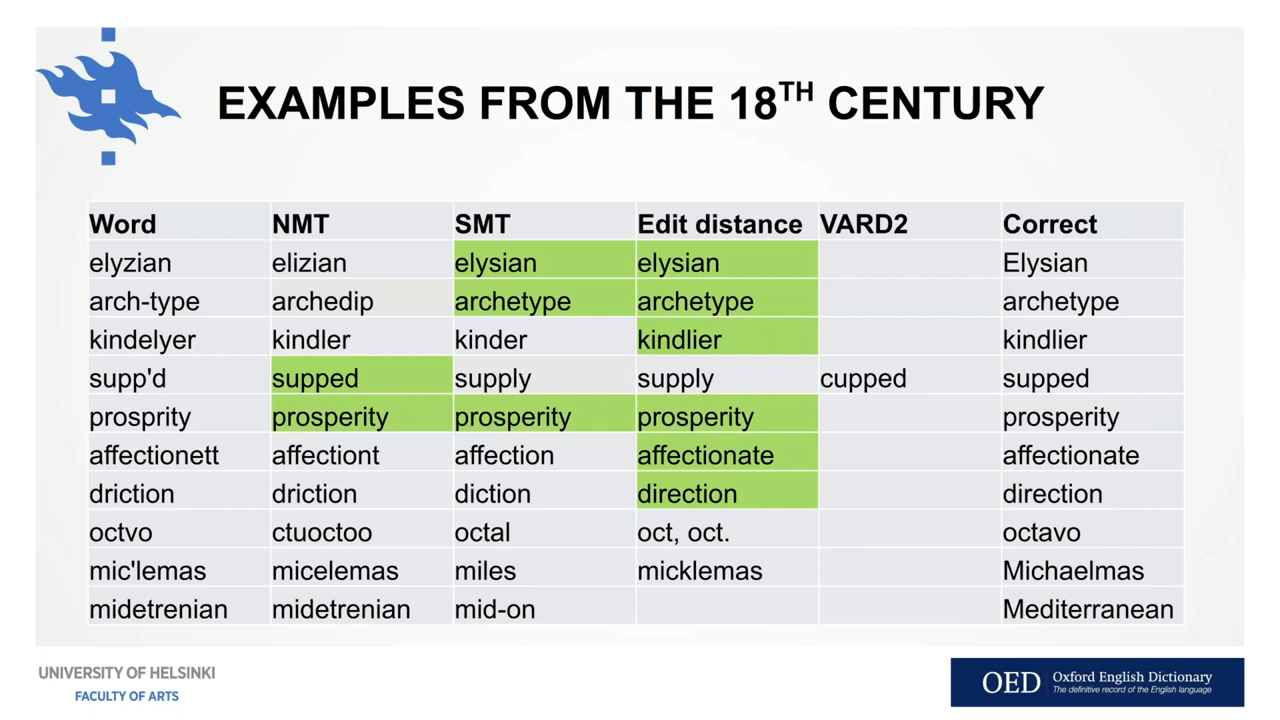 EXAMPLES FROM THE 18TH CENTURY
Word NMT SMT Edit distance VARD2 Correct
elyzian elizian elysian elysian Elysian
arch-type archedip archetype archetype archetype
kindelyer kindler kinder kindlier kindlier
supp'd supped supply supply cupped supped
prosprity prosperity prosperity prosperity prosperity
affectionett affectiont affection affectionate affectionate
driction driction diction direction direction
octvo ctuoctoo octal oct, oct. octavo
mic'lemas micelemas miles micklemas Michaelmas
midetrenian midetrenian mid-on Mediterranean
UNIVERSITY OF HELSINKI
FACULTY OF ARTS
OED Oxford English Dictionary
The definitive record of the English language